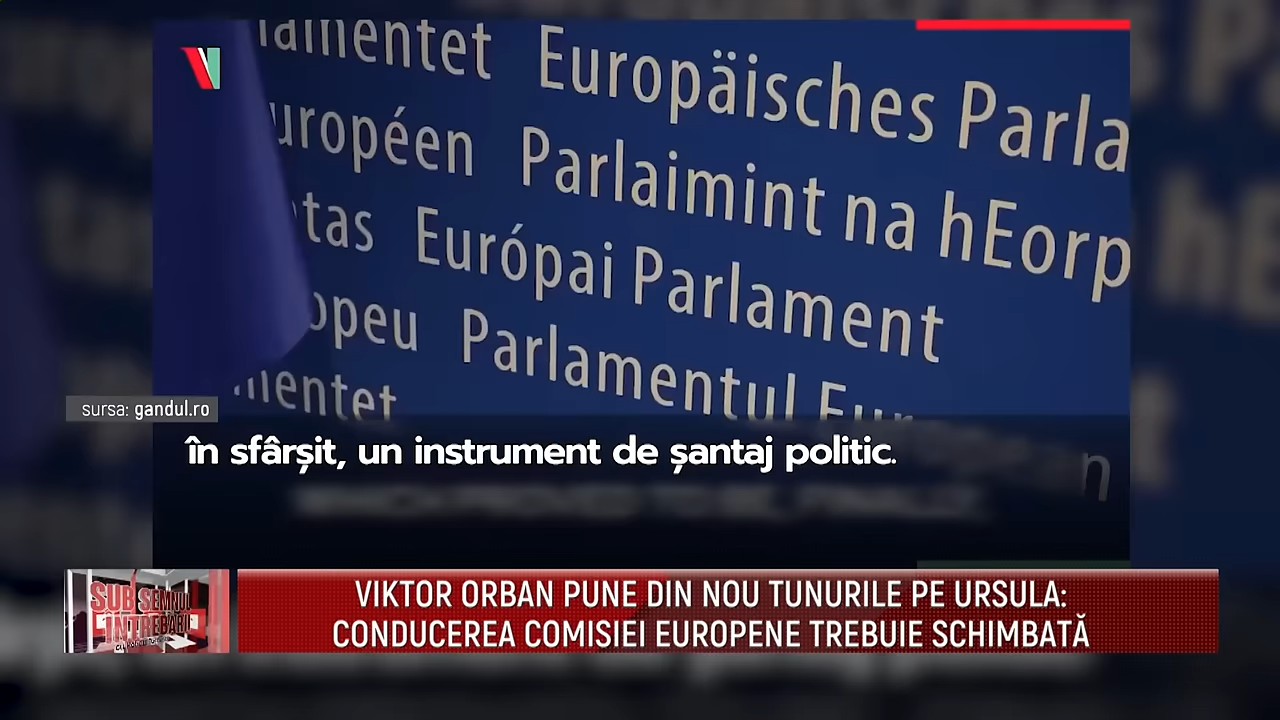 lamentet Europäisches Parla
uropéen Parlaimint na hEorp
tas Európai Parlament
opeu Parlamentul Eur
mentet
sursa: gandul.ro
în sfârșit, un instrument de șantaj politic.
SUB SEMNUL
ÎNTREBĂRII
VIKTOR ORBAN PUNE DIN NOU TUNURILE PE URSULA:
CONDUCEREA COMISIEI EUROPENE TREBUIE SCHIMBATĂ